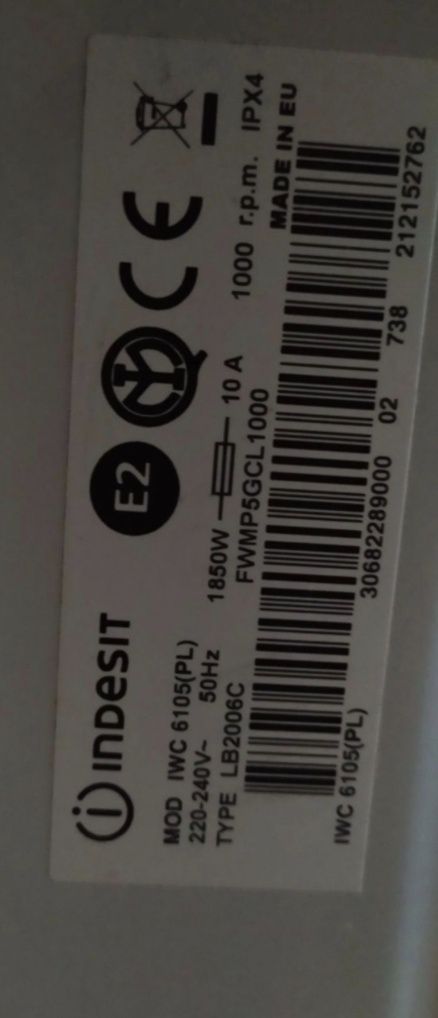 indesit
E2
MOD IWC 6105(PL)
220-240V~ 50Hz 1850W 10 A 1000 r.p.m. IPX4
TYPE LB2006C FWMP5GCL1000 MADE IN EU
IWC 6105(PL) 30682289000 02 738 212152762